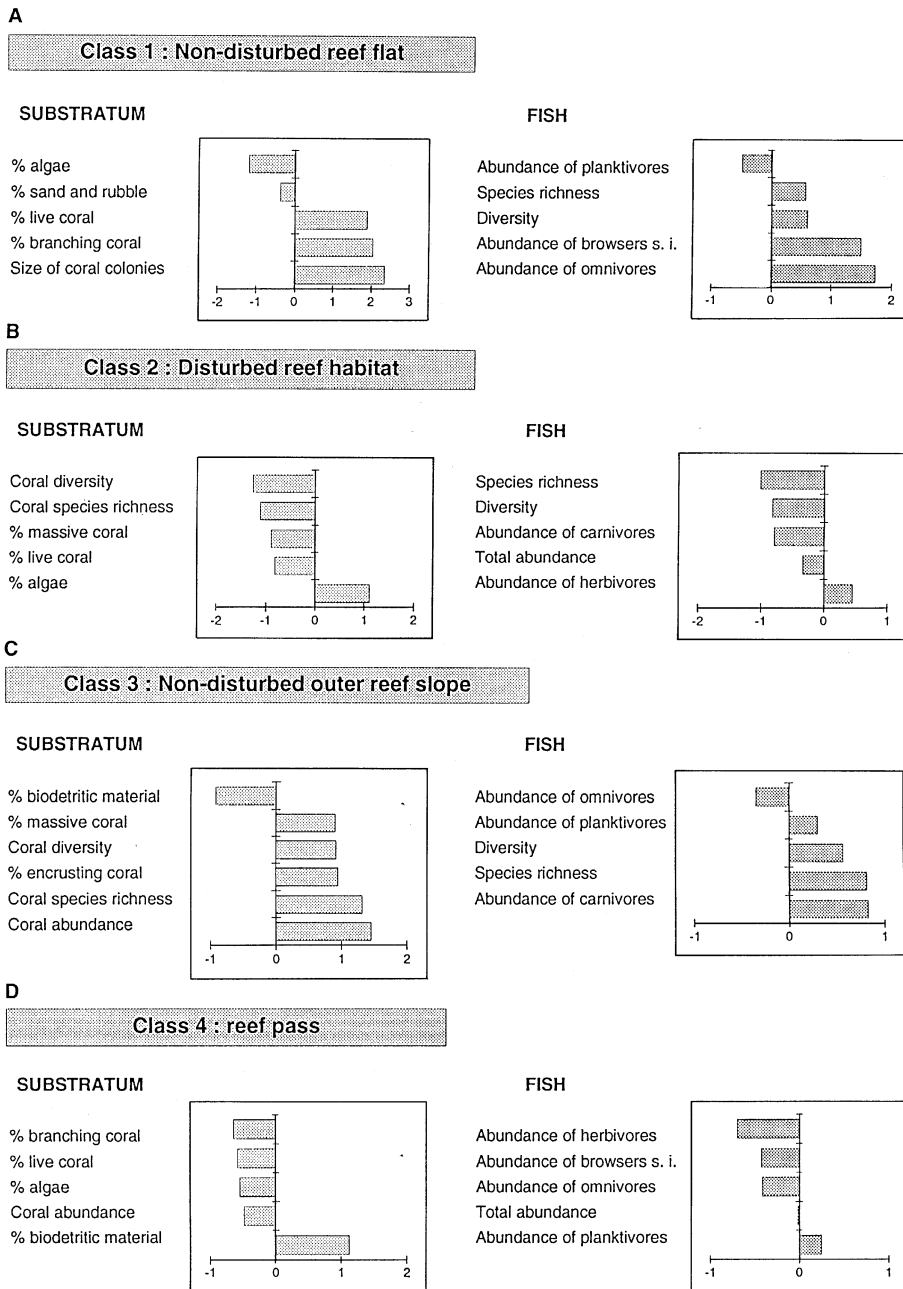 A
Class 1 : Non-disturbed reef flat
SUBSTRATUM
% algae
% sand and rubble
% live coral
% branching coral
Size of coral colonies
-2 -1 0 1 2 3
FISH
Abundance of planktivores
Species richness
Diversity
Abundance of browsers s. i.
Abundance of omnivores
-1 0 1 2
B
Class 2 : Disturbed reef habitat
SUBSTRATUM
Coral diversity
Coral species richness
% massive coral
% live coral
% algae
-2 -1 0 1 2
FISH
Species richness
Diversity
Abundance of carnivores
Total abundance
Abundance of herbivores
-2 -1 0 1
C
Class 3 : Non-disturbed outer reef slope
SUBSTRATUM
% biodetritic material
% massive coral
Coral diversity
% encrusting coral
Coral species richness
Coral abundance
-1 0 1 2
FISH
Abundance of omnivores
Abundance of planktivores
Diversity
Species richness
Abundance of carnivores
-1 0 1
D
Class 4 : reef pass
SUBSTRATUM
% branching coral
% live coral
% algae
Coral abundance
% biodetritic material
-1 0 1 2
FISH
Abundance of herbivores
Abundance of browsers s. i.
Abundance of omnivores
Total abundance
Abundance of planktivores
-1 0 1